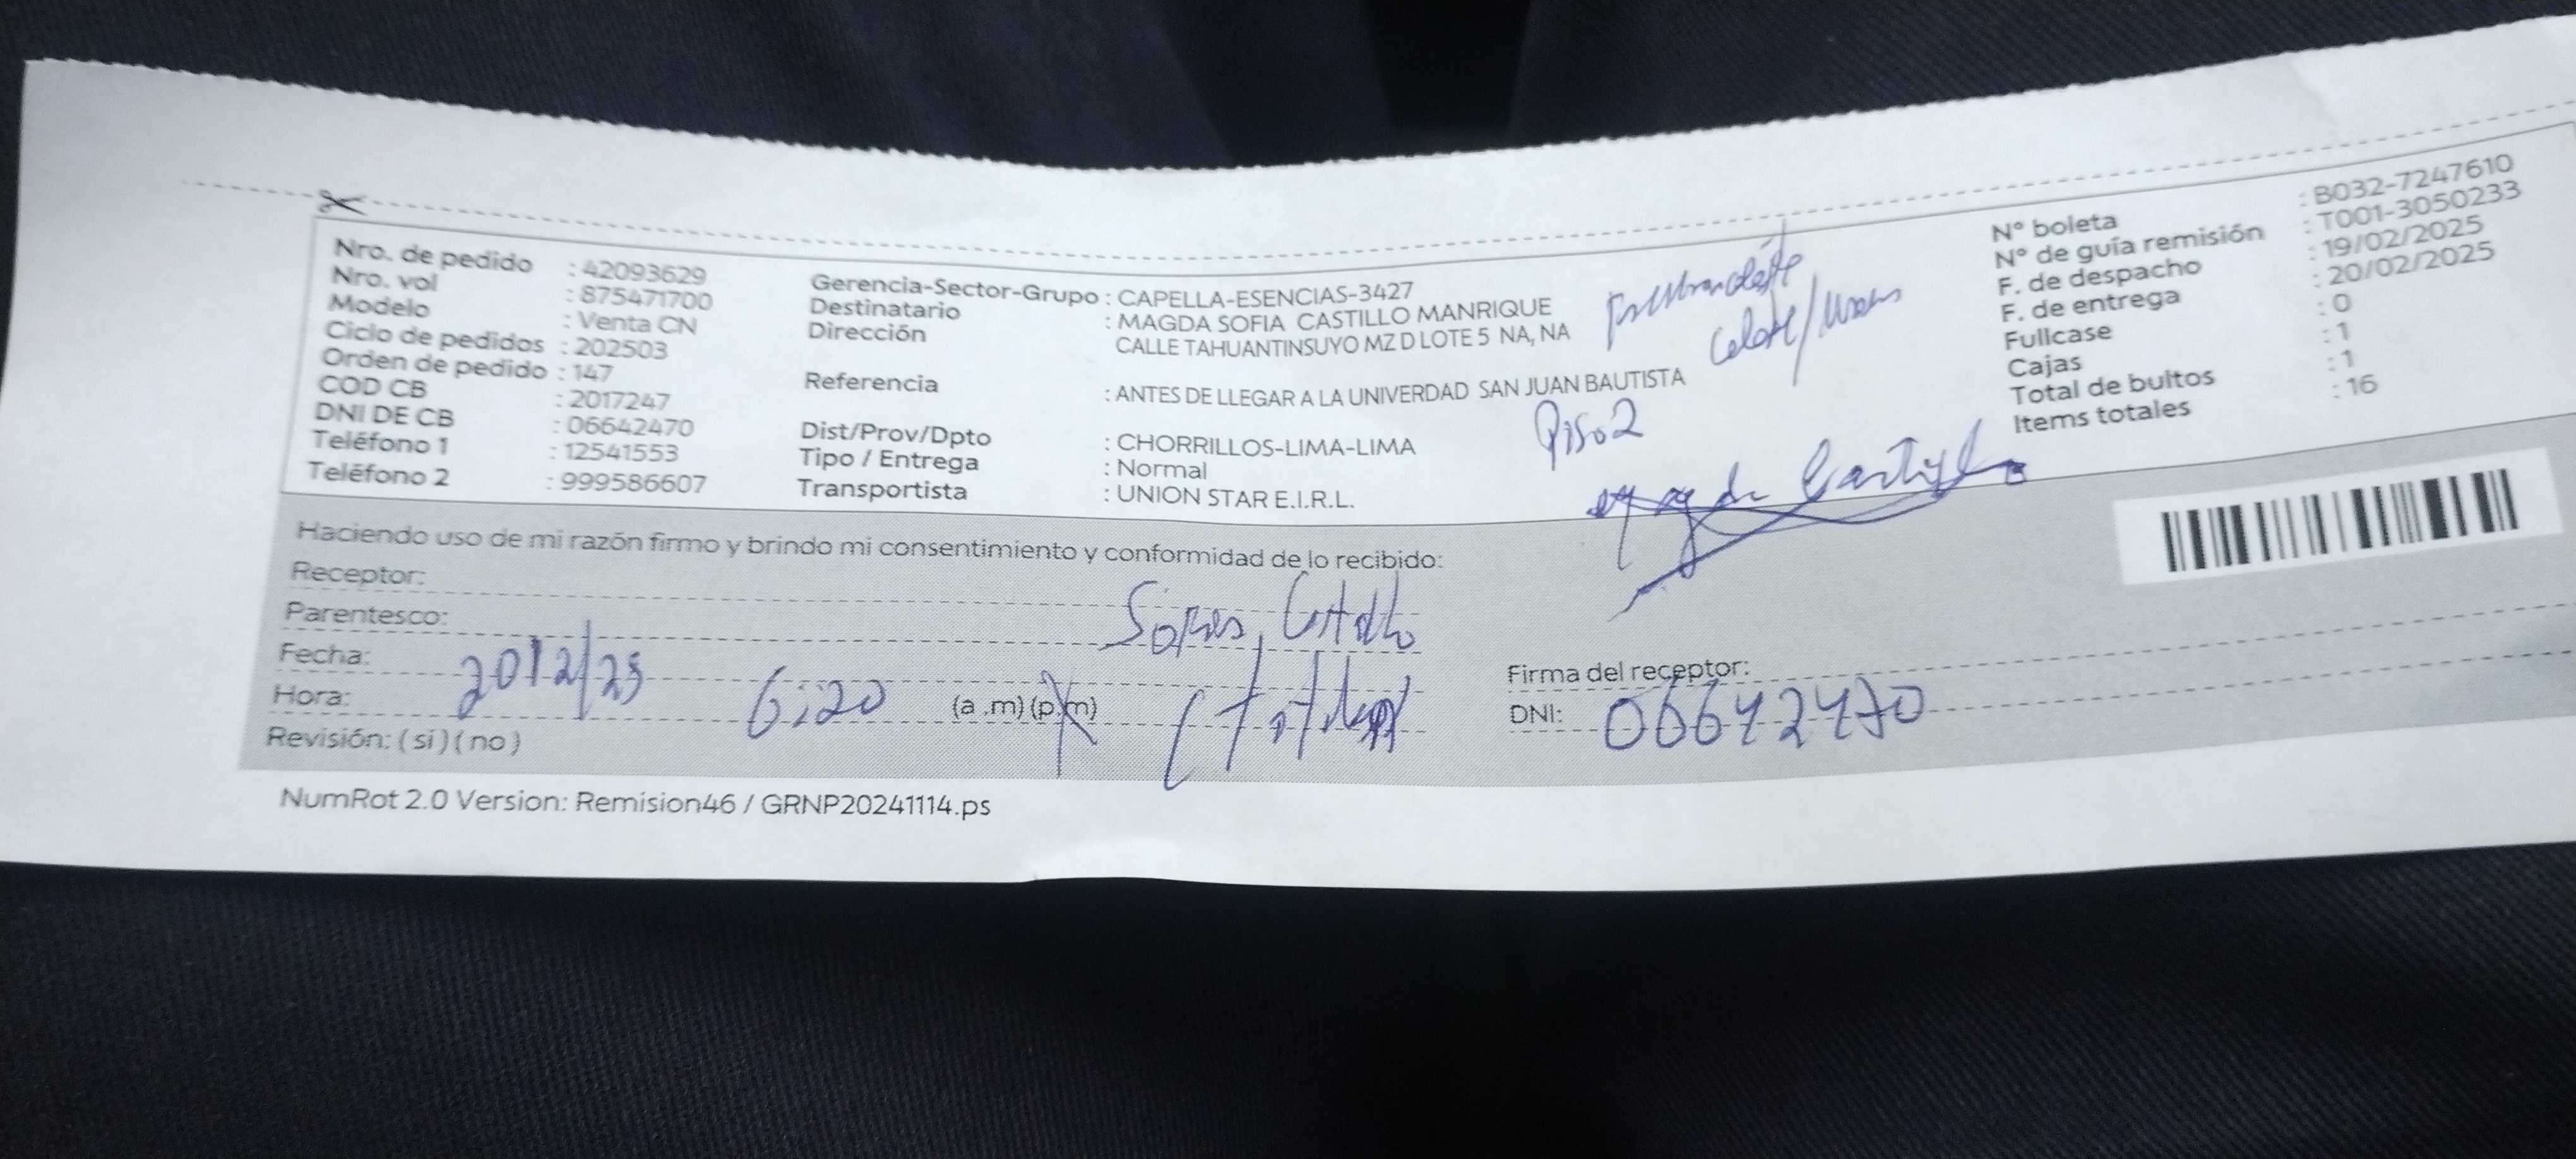 Nro. de pedido : 42093629
Nro. vol : 875471700
Modelo : Venta CN
Ciclo de pedidos : 202503
Orden de pedido : 147
COD CB : 2017247
DNI DE CB : 06642470
Teléfono 1 : 12541553
Teléfono 2 : 999586607
Gerencia-Sector-Grupo : CAPELLA-ESENCIAS-3427
Destinatario : MAGDA SOFIA CASTILLO MANRIQUE
Dirección : CALLE TAHUANTINSUYO MZ D LOTE 5 NA, NA
Referencia : ANTES DE LLEGAR A LA UNIVERDAD SAN JUAN BAUTISTA
Dist/Prov/Dpto : CHORRILLOS-LIMA-LIMA
Tipo / Entrega : Normal
Transportista : UNION STAR E.I.R.L.
Piso 2
N° boleta : B032-7247610
N° de guía remisión : T001-3050233
F. de despacho : 19/02/2025
F. de entrega : 20/02/2025
Fullcase : 0
Cajas : 1
Total de bultos : 1
Items totales : 16
Haciendo uso de mi razón firmo y brindo mi consentimiento y conformidad de lo recibido:
Receptor:
Parentesco:
Fecha: 20/2/25
Hora: 6:20 (a .m) (p.m)
Revisión: ( si ) ( no )
Firma del receptor:
DNI: 06642470
NumRot 2.0 Version: Remision46 / GRNP20241114.ps